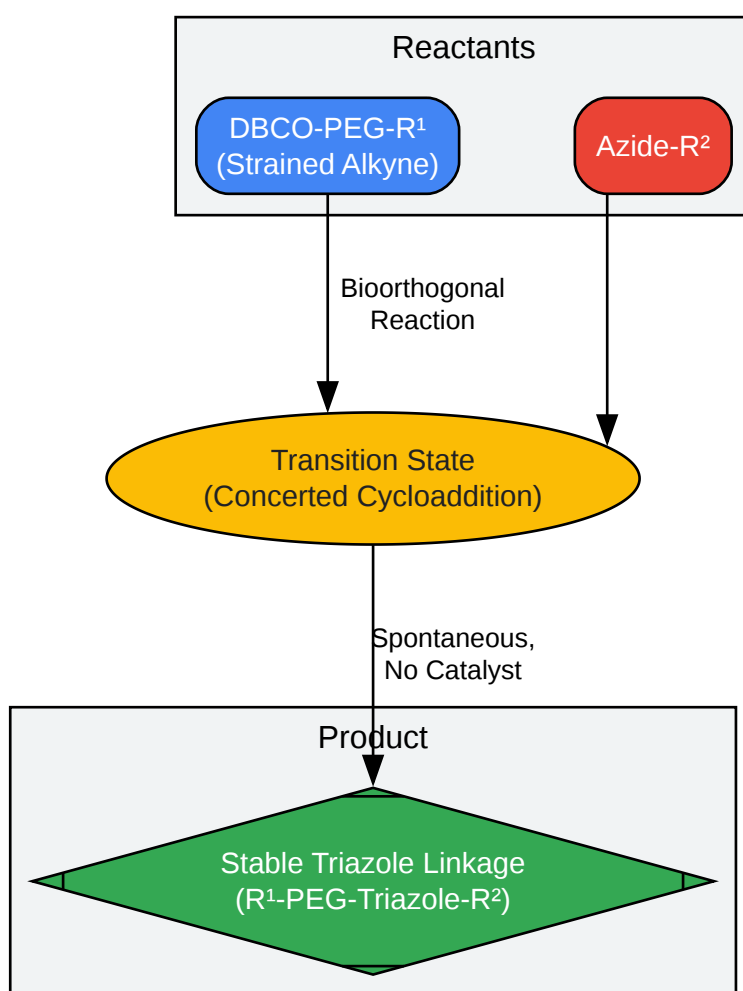 Reactants
DBCO-PEG-R¹
(Strained Alkyne)
Azide-R²
Bioorthogonal
Reaction
Transition State
(Concerted Cycloaddition)
Spontaneous,
No Catalyst
Product
Stable Triazole Linkage
(R¹-PEG-Triazole-R²)